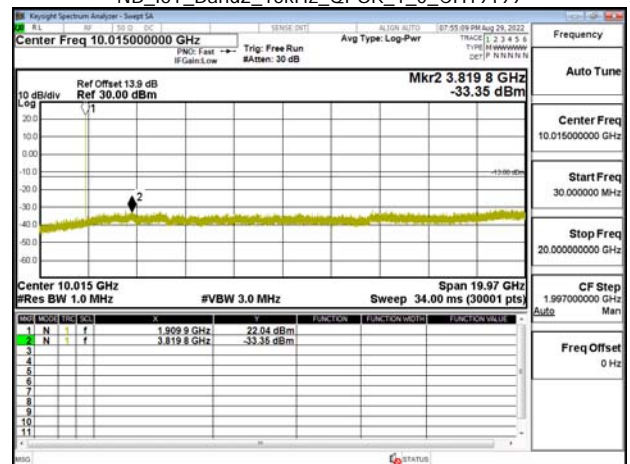 NB_IoT_Band2_15kHz_QPSK_1_0_CH19199
Keysight Spectrum Analyzer - Swept SA
RL RF 50 Ω DC SENSE:INT ALIGN AUTO 07:55:09 PM Aug 29, 2022
Center Freq 10.015000000 GHz
PNO: Fast
IFGain:Low
Trig: Free Run
#Atten: 30 dB
Avg Type: Log-Pwr
TRACE 1 2 3 4 5 6
TYPE M WWWWW
DET P N N N N N
Ref Offset 13.9 dB
10 dB/div Ref 30.00 dBm
Log
Mkr2 3.819 8 GHz
-33.35 dBm
1
20.0
10.0
0.00
-10.0
-13.00 dBm
-20.0
2
-30.0
-40.0
-50.0
-60.0
Center 10.015 GHz Span 19.97 GHz
#Res BW 1.0 MHz #VBW 3.0 MHz Sweep 34.00 ms (30001 pts)
MKR MODE TRC SCL X Y FUNCTION FUNCTION WIDTH FUNCTION VALUE
1 N 1 f 1.909 9 GHz 22.04 dBm
2 N 1 f 3.819 8 GHz -33.35 dBm
3
4
5
6
7
8
9
10
11
MSG STATUS
Frequency
Auto Tune
Center Freq
10.015000000 GHz
Start Freq
30.000000 MHz
Stop Freq
20.000000000 GHz
CF Step
1.997000000 GHz
Auto Man
Freq Offset
0 Hz